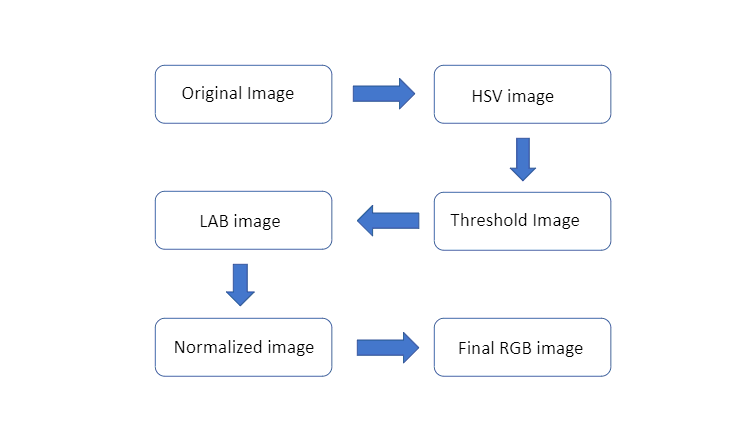 Original Image
HSV image
Threshold Image
LAB image
Normalized image
Final RGB image